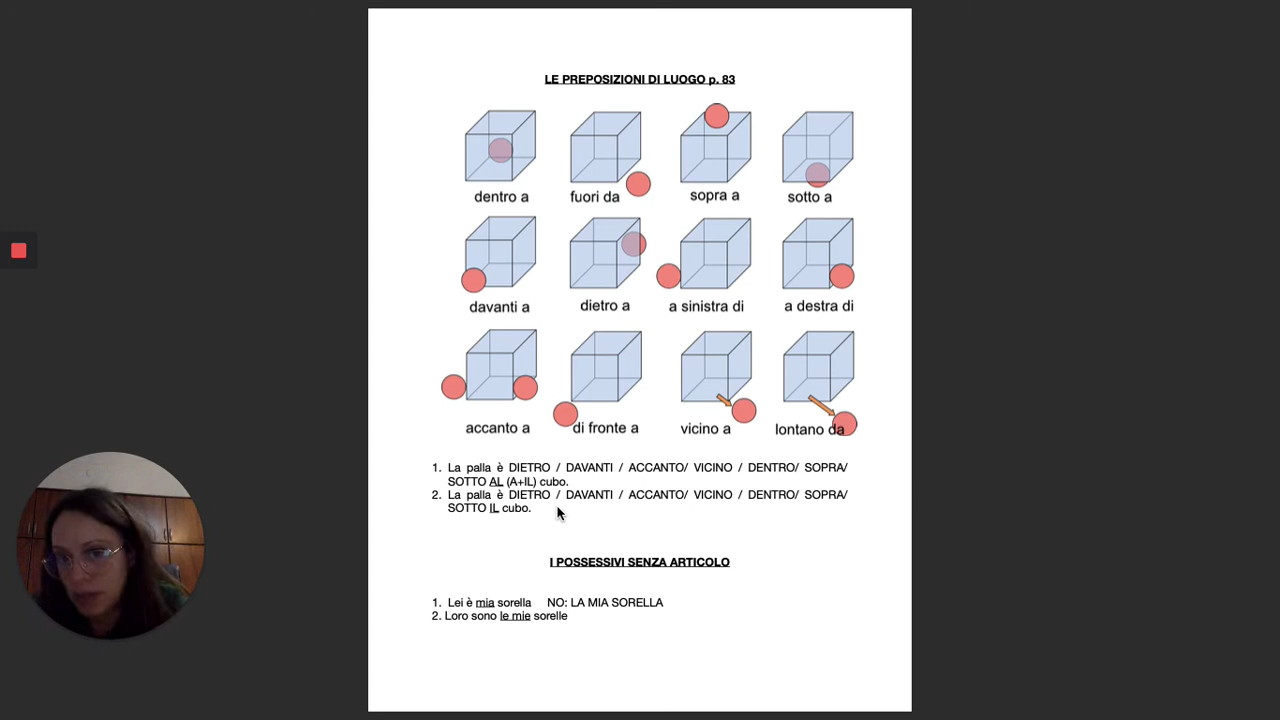 LE PREPOSIZIONI DI LUOGO p. 83
dentro a
fuori da
sopra a
sotto a
davanti a
dietro a
a sinistra di
a destra di
accanto a
di fronte a
vicino a
lontano da
1. La palla è DIETRO / DAVANTI / ACCANTO/ VICINO / DENTRO/ SOPRA/
SOTTO AL (A+IL) cubo.
2. La palla è DIETRO / DAVANTI / ACCANTO/ VICINO / DENTRO/ SOPRA/
SOTTO IL cubo.
I POSSESSIVI SENZA ARTICOLO
1. Lei è mia sorella NO: LA MIA SORELLA
2. Loro sono le mie sorelle